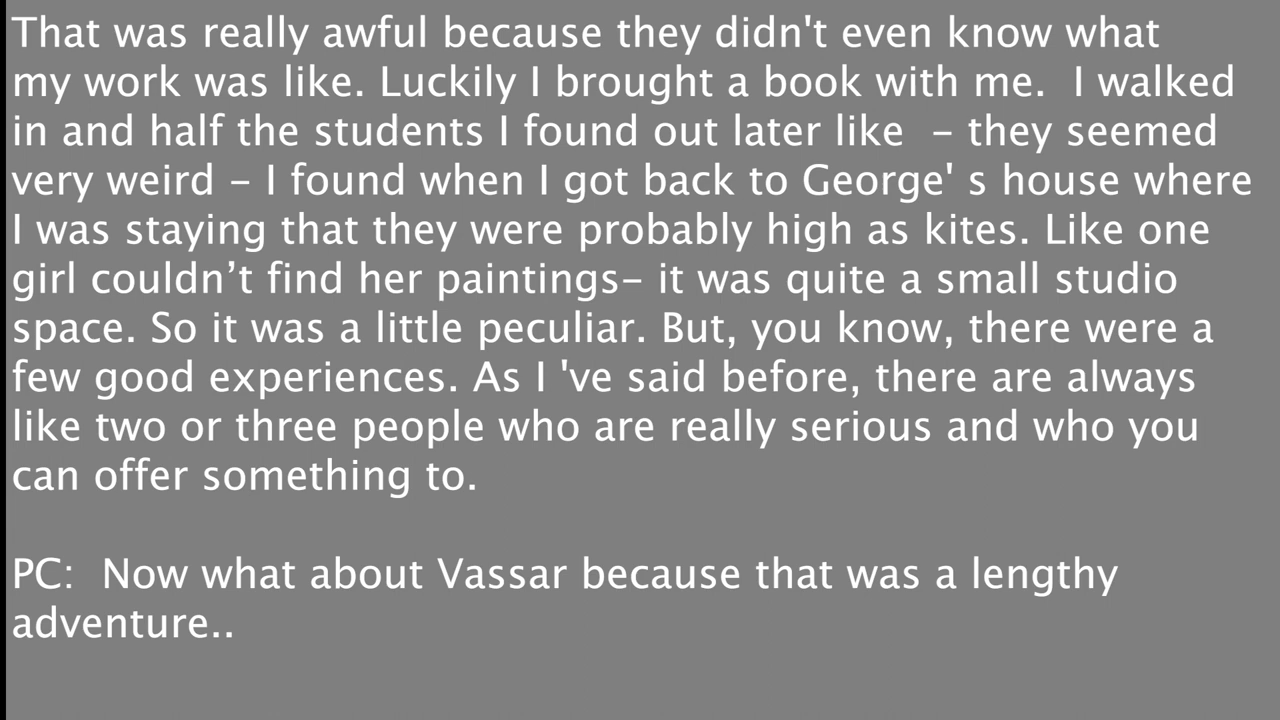 That was really awful because they didn't even know what
my work was like. Luckily I brought a book with me.  I walked
in and half the students I found out later like  – they seemed
very weird – I found when I got back to George' s house where
I was staying that they were probably high as kites. Like one
girl couldn’t find her paintings– it was quite a small studio
space. So it was a little peculiar. But, you know, there were a
few good experiences. As I 've said before, there are always
like two or three people who are really serious and who you
can offer something to.
PC:  Now what about Vassar because that was a lengthy
adventure..